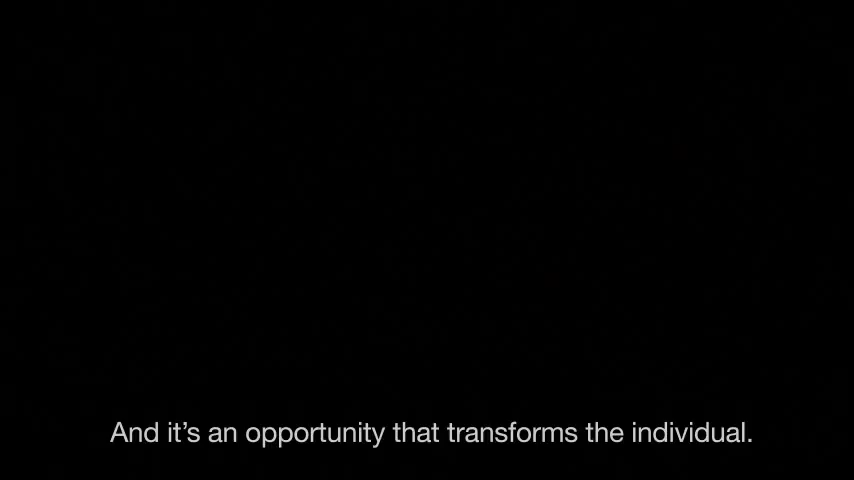 And it’s an opportunity that transforms the individual.